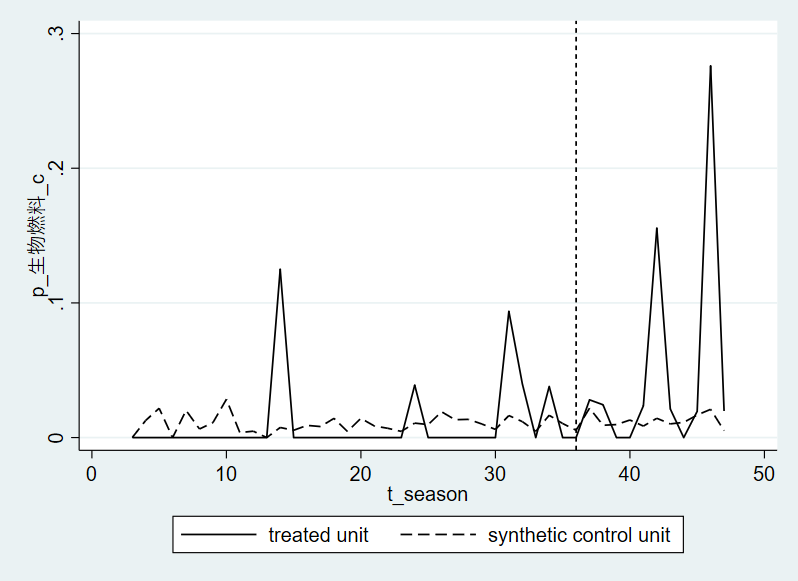 .3
.2
.1
0
p_生物燃料_c
0 10 20 30 40 50
t_season
treated unit synthetic control unit